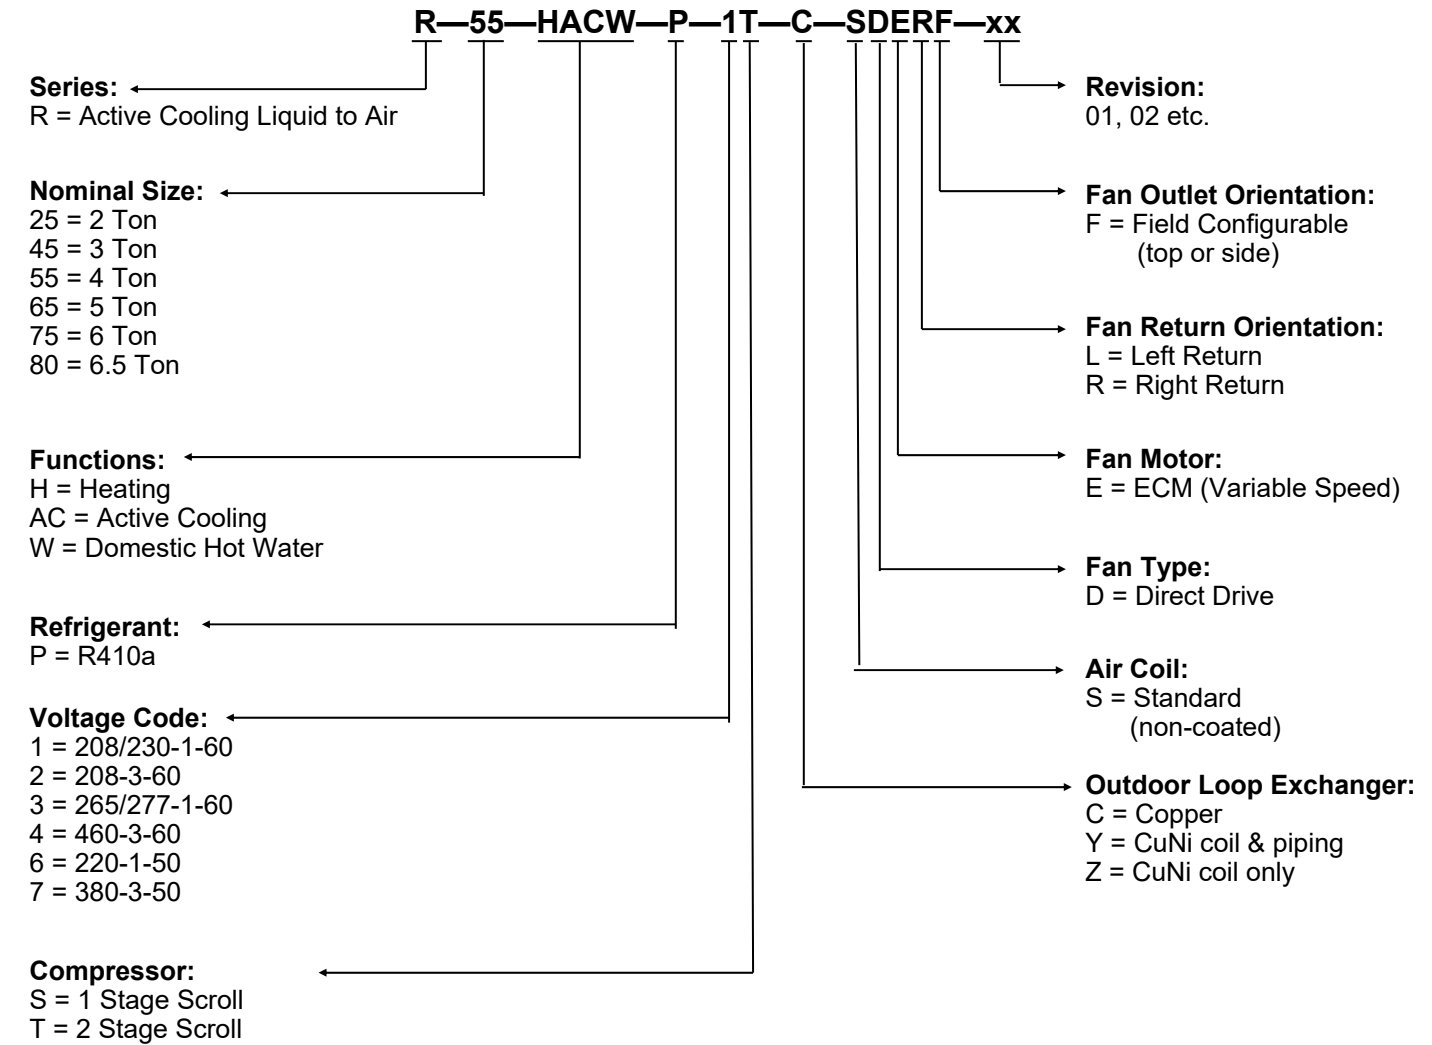 R—55—HACW—P—1T—C—SDERF—xx
Series:
R = Active Cooling Liquid to Air
Nominal Size:
25 = 2 Ton
45 = 3 Ton
55 = 4 Ton
65 = 5 Ton
75 = 6 Ton
80 = 6.5 Ton
Functions:
H = Heating
AC = Active Cooling
W = Domestic Hot Water
Refrigerant:
P = R410a
Voltage Code:
1 = 208/230-1-60
2 = 208-3-60
3 = 265/277-1-60
4 = 460-3-60
6 = 220-1-50
7 = 380-3-50
Compressor:
S = 1 Stage Scroll
T = 2 Stage Scroll
Revision:
01, 02 etc.
Fan Outlet Orientation:
F = Field Configurable
(top or side)
Fan Return Orientation:
L = Left Return
R = Right Return
Fan Motor:
E = ECM (Variable Speed)
Fan Type:
D = Direct Drive
Air Coil:
S = Standard
(non-coated)
Outdoor Loop Exchanger:
C = Copper
Y = CuNi coil & piping
Z = CuNi coil only